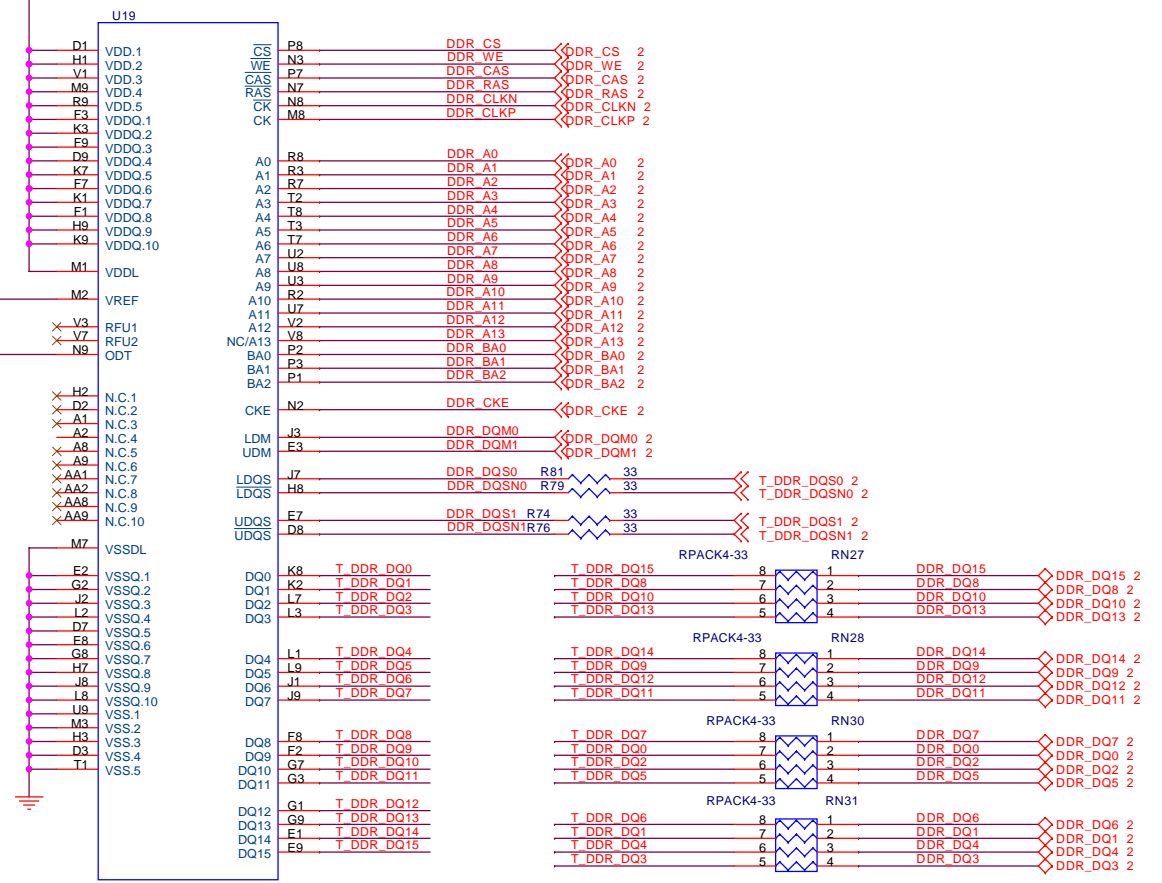 U19
D1 VDD.1 CS P8 DDR_CS DDR_CS 2
H1 VDD.2 WE N3 DDR_WE DDR_WE 2
V1 VDD.3 CAS P7 DDR_CAS DDR_CAS 2
M9 VDD.4 RAS N7 DDR_RAS DDR_RAS 2
R9 VDD.5 CK N8 DDR_CLKN DDR_CLKN 2
F3 VDDQ.1 CK M8 DDR_CLKP DDR_CLKP 2
K3 VDDQ.2
F9 VDDQ.3
D9 VDDQ.4 A0 R8 DDR_A0 DDR_A0 2
K7 VDDQ.5 A1 R3 DDR_A1 DDR_A1 2
F7 VDDQ.6 A2 R7 DDR_A2 DDR_A2 2
K1 VDDQ.7 A3 T2 DDR_A3 DDR_A3 2
F1 VDDQ.8 A4 T8 DDR_A4 DDR_A4 2
H9 VDDQ.9 A5 T3 DDR_A5 DDR_A5 2
K9 VDDQ.10 A6 T7 DDR_A6 DDR_A6 2
A7 U2 DDR_A7 DDR_A7 2
M1 VDDL A8 U8 DDR_A8 DDR_A8 2
A9 U3 DDR_A9 DDR_A9 2
M2 VREF A10 R2 DDR_A10 DDR_A10 2
A11 U7 DDR_A11 DDR_A11 2
V3 RFU1 A12 V2 DDR_A12 DDR_A12 2
V7 RFU2 NC/A13 V8 DDR_A13 DDR_A13 2
N9 ODT BA0 P2 DDR_BA0 DDR_BA0 2
BA1 P3 DDR_BA1 DDR_BA1 2
BA2 P1 DDR_BA2 DDR_BA2 2
H2 N.C.1
D2 N.C.2 CKE N2 DDR_CKE DDR_CKE 2
A1 N.C.3
A2 N.C.4 LDM J3 DDR_DQM0 DDR_DQM0 2
A8 N.C.5 UDM E3 DDR_DQM1 DDR_DQM1 2
A9 N.C.6
AA1 N.C.7 LDQS J7 DDR_DQS0 R81 33 T_DDR_DQS0 2
AA2 N.C.8 LDQS H8 DDR_DQSN0 R79 33 T_DDR_DQSN0 2
AA8 N.C.9
AA9 N.C.10 UDQS E7 DDR_DQS1 R74 33 T_DDR_DQS1 2
UDQS D8 DDR_DQSN1 R76 33 T_DDR_DQSN1 2
M7 VSSDL
RPACK4-33 RN27
E2 VSSQ.1 DQ0 K8 T_DDR_DQ0 T_DDR_DQ15 8 1 DDR_DQ15 DDR_DQ15 2
G2 VSSQ.2 DQ1 K2 T_DDR_DQ1 T_DDR_DQ8 7 2 DDR_DQ8 DDR_DQ8 2
J2 VSSQ.3 DQ2 L7 T_DDR_DQ2 T_DDR_DQ10 6 3 DDR_DQ10 DDR_DQ10 2
L2 VSSQ.4 DQ3 L3 T_DDR_DQ3 T_DDR_DQ13 5 4 DDR_DQ13 DDR_DQ13 2
D7 VSSQ.5
E8 VSSQ.6 RPACK4-33 RN28
G8 VSSQ.7 DQ4 L1 T_DDR_DQ4 T_DDR_DQ14 8 1 DDR_DQ14 DDR_DQ14 2
H7 VSSQ.8 DQ5 L9 T_DDR_DQ5 T_DDR_DQ9 7 2 DDR_DQ9 DDR_DQ9 2
J8 VSSQ.9 DQ6 J1 T_DDR_DQ6 T_DDR_DQ12 6 3 DDR_DQ12 DDR_DQ12 2
L8 VSSQ.10 DQ7 J9 T_DDR_DQ7 T_DDR_DQ11 5 4 DDR_DQ11 DDR_DQ11 2
U9 VSS.1
M3 VSS.2 RPACK4-33 RN30
H3 VSS.3 DQ8 F8 T_DDR_DQ8 T_DDR_DQ7 8 1 DDR_DQ7 DDR_DQ7 2
D3 VSS.4 DQ9 F2 T_DDR_DQ9 T_DDR_DQ0 7 2 DDR_DQ0 DDR_DQ0 2
T1 VSS.5 DQ10 G7 T_DDR_DQ10 T_DDR_DQ2 6 3 DDR_DQ2 DDR_DQ2 2
DQ11 G3 T_DDR_DQ11 T_DDR_DQ5 5 4 DDR_DQ5 DDR_DQ5 2
RPACK4-33 RN31
DQ12 G1 T_DDR_DQ12 T_DDR_DQ6 8 1 DDR_DQ6 DDR_DQ6 2
DQ13 G9 T_DDR_DQ13 T_DDR_DQ1 7 2 DDR_DQ1 DDR_DQ1 2
DQ14 E1 T_DDR_DQ14 T_DDR_DQ4 6 3 DDR_DQ4 DDR_DQ4 2
DQ15 E9 T_DDR_DQ15 T_DDR_DQ3 5 4 DDR_DQ3 DDR_DQ3 2